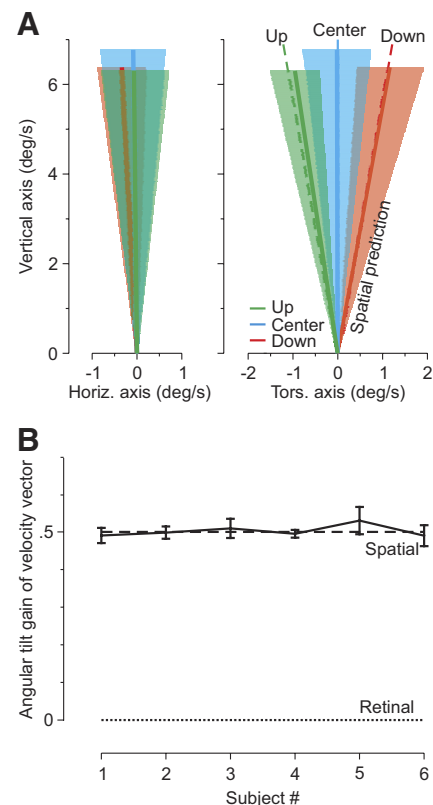 A
Up
Center
Down
6
4
2
0
Vertical axis (deg/s)
-1
0
1
Horiz. axis (deg/s)
Spatial prediction
Up
Center
Down
-2
-1
0
1
2
Tors. axis (deg/s)
B
Angular tilt gain of velocity vector
.5
0
Spatial
Retinal
1
2
3
4
5
6
Subject #